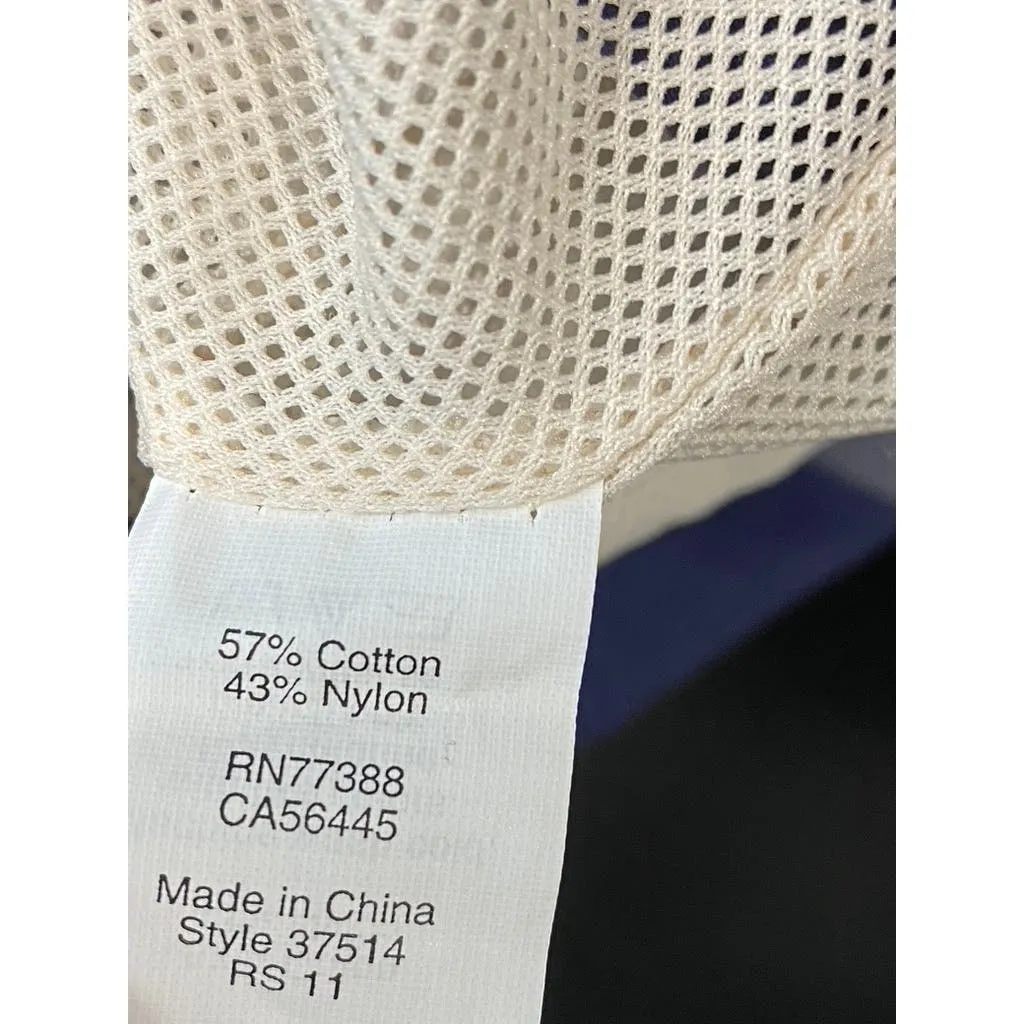 57% Cotton
43% Nylon
RN77388
CA56445
Made in China
Style 37514
RS 11